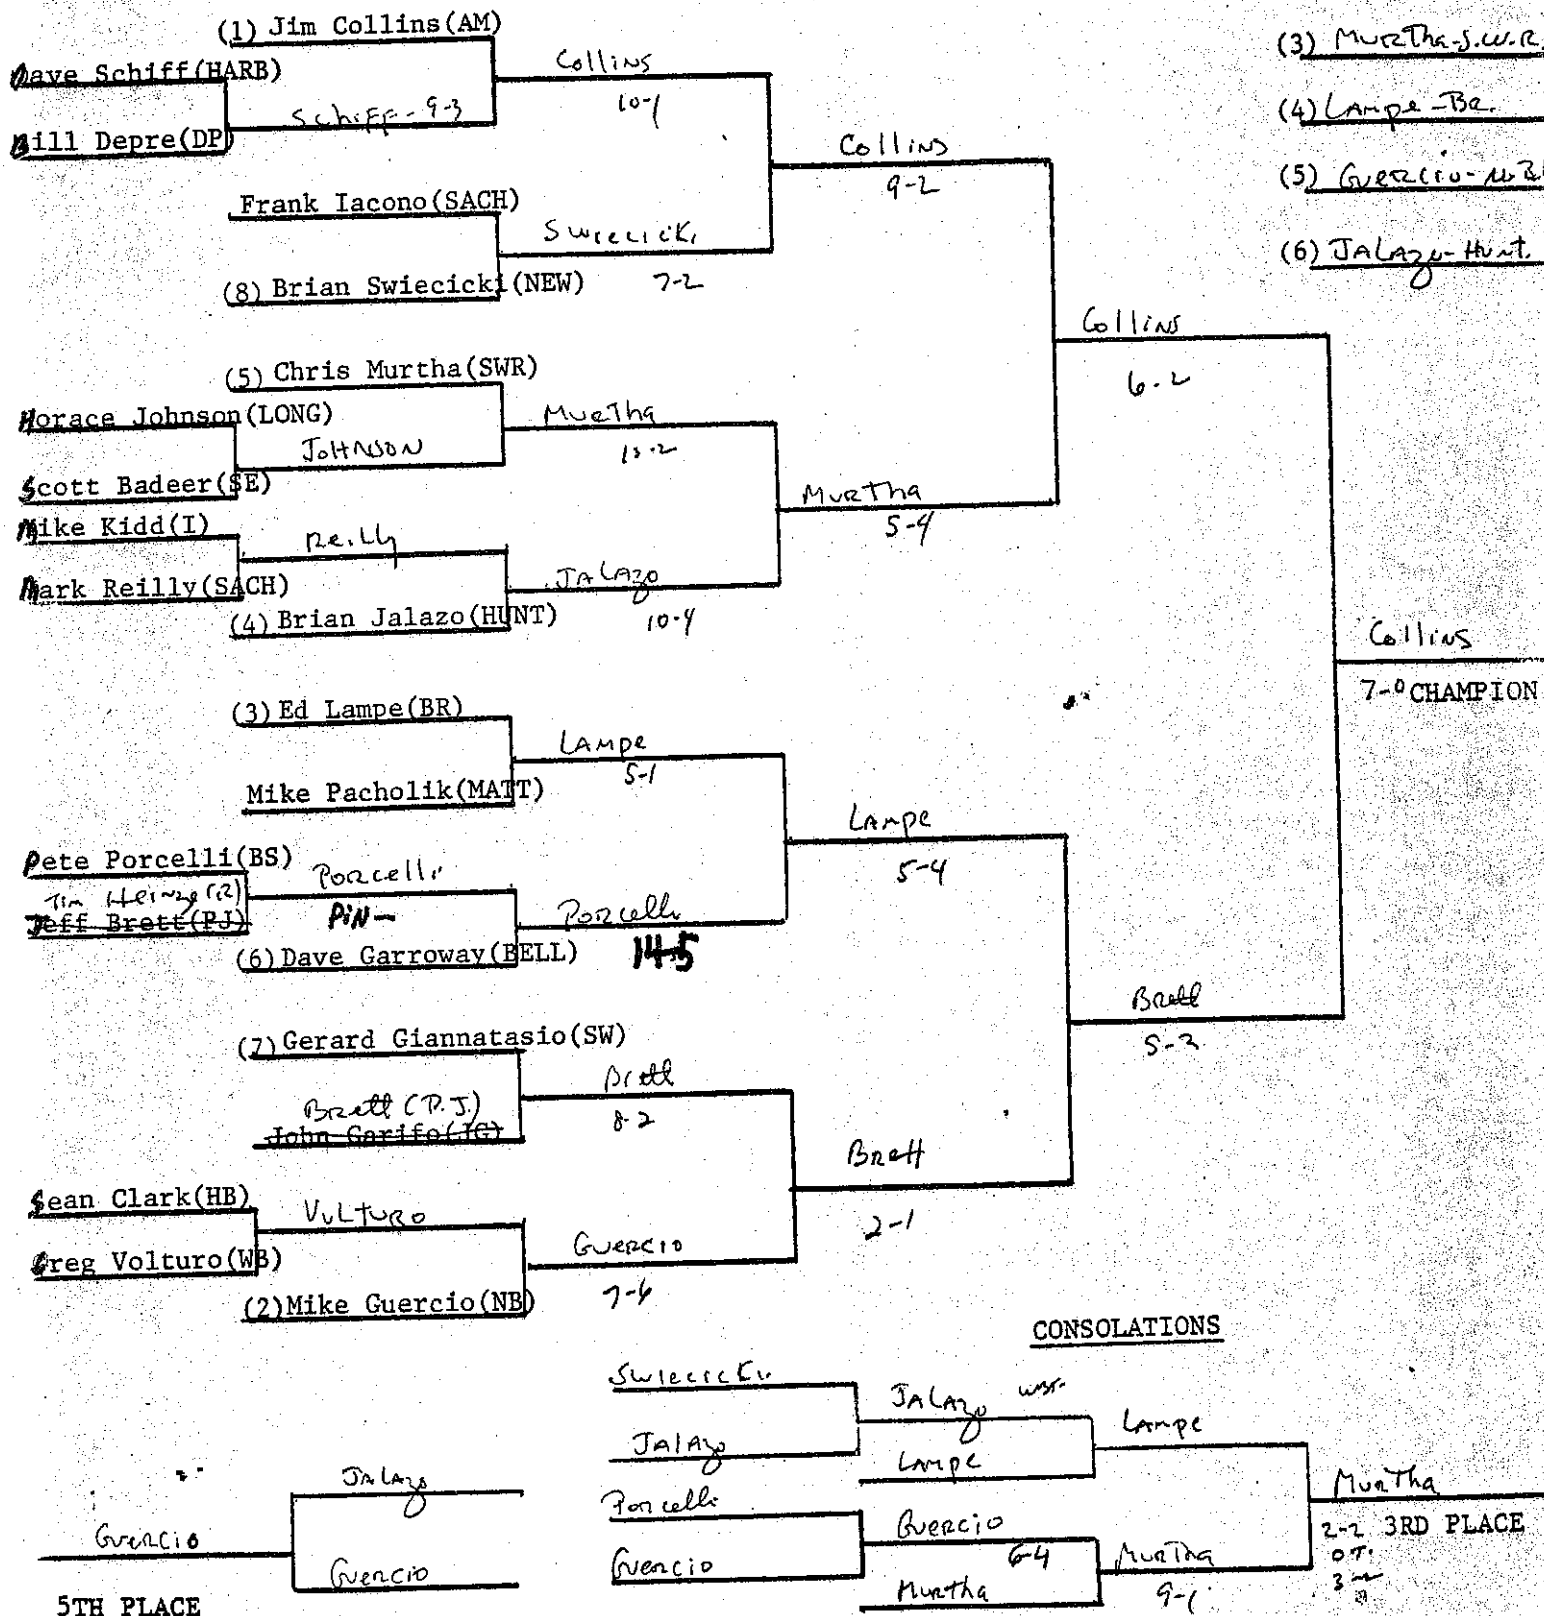 (1) Jim Collins(AM)
(3) Murtha-S.W.R.
Dave Schiff(HARB)
Collins
10-1
Schiff-9-3
(4) Lampe-Br.
Bill Depre(DP)
Collins
9-2
(5) Guercio-
Frank Iacono(SACH)
Swiecicki
7-2
(6) JALAZO-Hunt.
(8) Brian Swiecicki(NEW)
Collins
6-2
(5) Chris Murtha(SWR)
Horace Johnson(LONG)
Murtha
JOHNSON
Scott Badeer(SE)
Murtha
5-4
Mike Kidd(I)
Reilly
Mark Reilly(SACH)
JALAZO
10-4
(4) Brian Jalazo(HUNT)
Collins
7-0 CHAMPION
(3) Ed Lampe(BR)
LAMPE
5-1
Mike Pacholik(MATT)
LAMPE
5-4
Pete Porcelli(BS)
Porcelli
PIN-
Tim Heinze (R)
Jeff Brett(PJ)
Porcelli
14-5
(6) Dave Garroway(BELL)
Brett
(7) Gerard Giannatasio(SW)
Brett
8-2
Brett (P.J.)
John Garifo(JG)
Brett
2-1
Sean Clark(HB)
VULTURO
Greg Volturo(WB)
GUERCIO
7-6
(2) Mike Guercio(NB)
CONSOLATIONS
Swiecicki
JALAZO
JALAZO
LAMPE
LAMPE
JALAZO
Porcelli
Murtha
2-2 3RD PLACE
O.T.
Guercio
Guercio
Guercio
6-4
Guercio
Murtha
Murtha
9-1
5TH PLACE